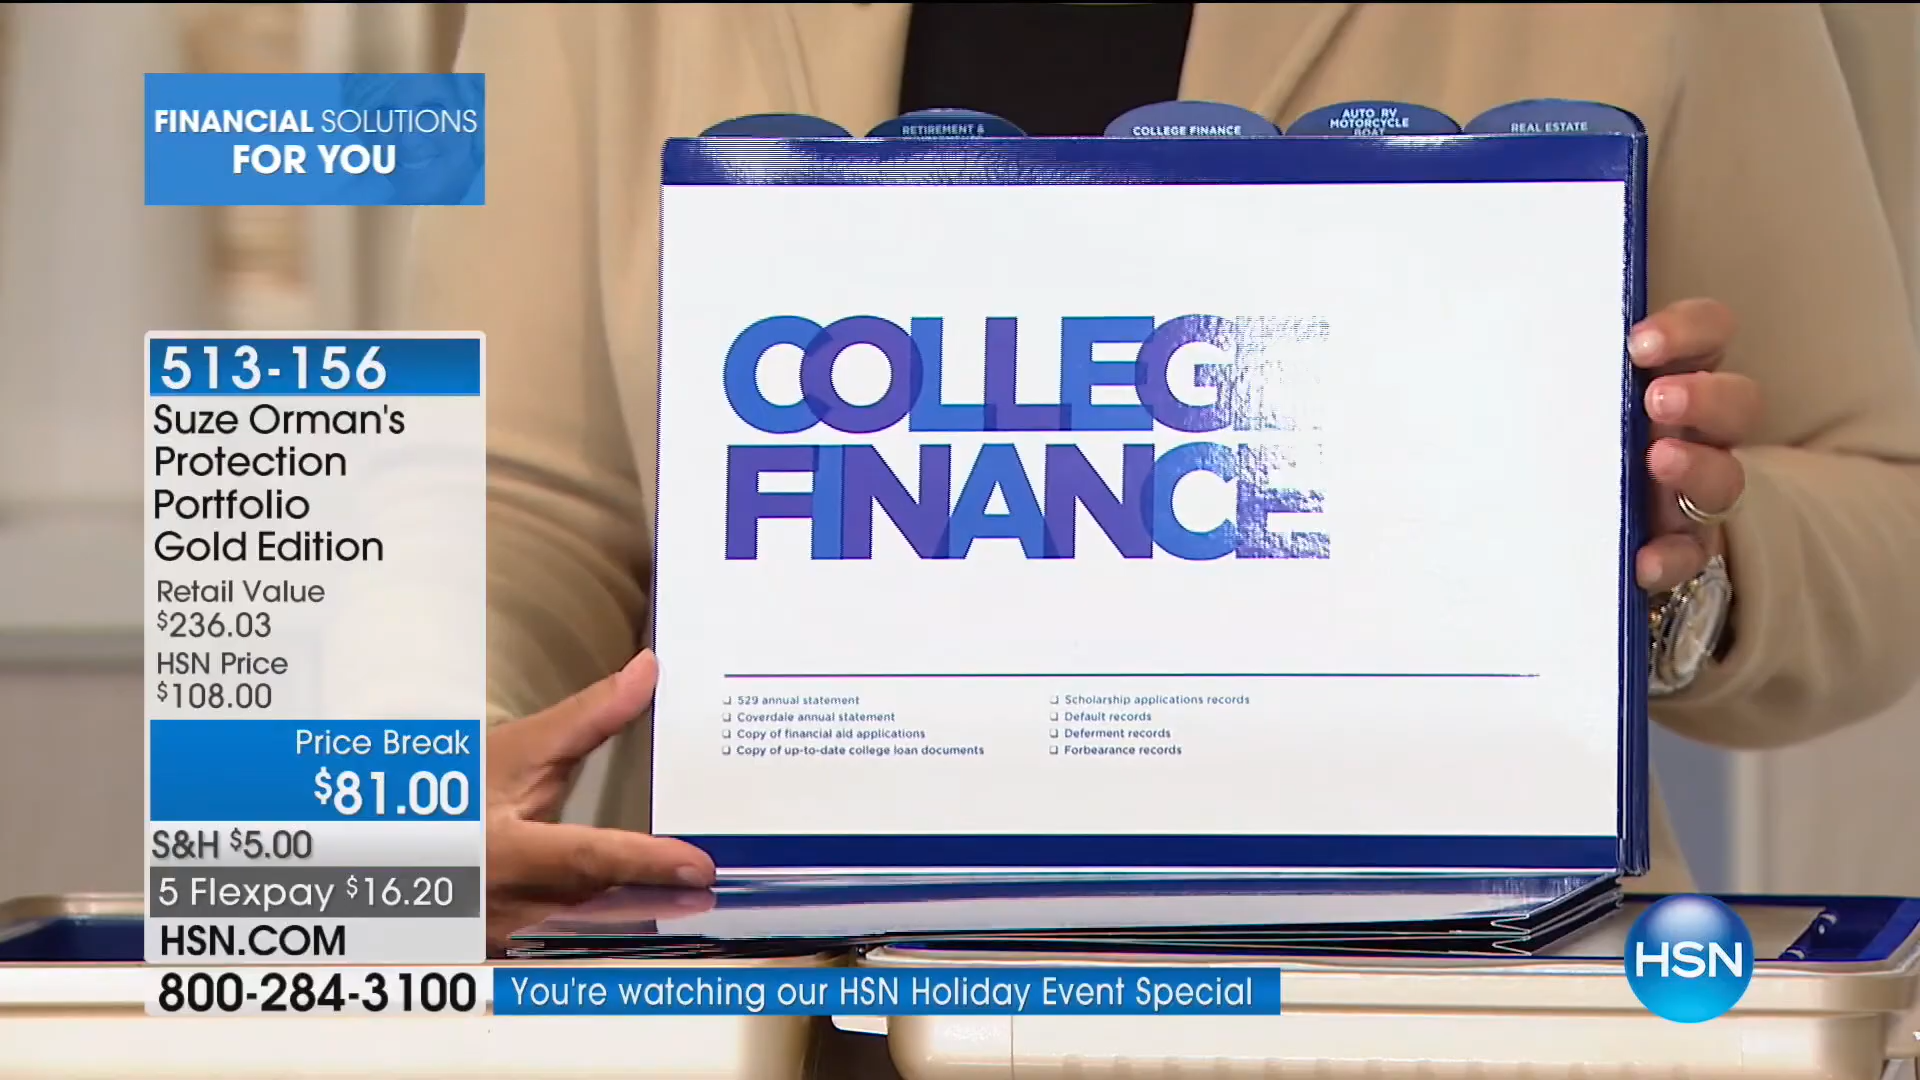 FINANCIAL SOLUTIONS
FOR YOU
513-156
Suze Orman's
Protection
Portfolio
Gold Edition
Retail Value
$236.03
HSN Price
$108.00
Price Break
$81.00
S&H $5.00
5 Flexpay $16.20
HSN.COM
800-284-3100
You're watching our HSN Holiday Event Special
RETIREMENT &
COLLEGE FINANCE
AUTO RV
MOTORCYCLE
BOAT
REAL ESTATE
COLLEGE
FINANCE
❏ 529 annual statement
❏ Coverdale annual statement
❏ Copy of financial aid applications
❏ Copy of up-to-date college loan documents
❏ Scholarship applications records
❏ Default records
❏ Deferment records
❏ Forbearance records
HSN